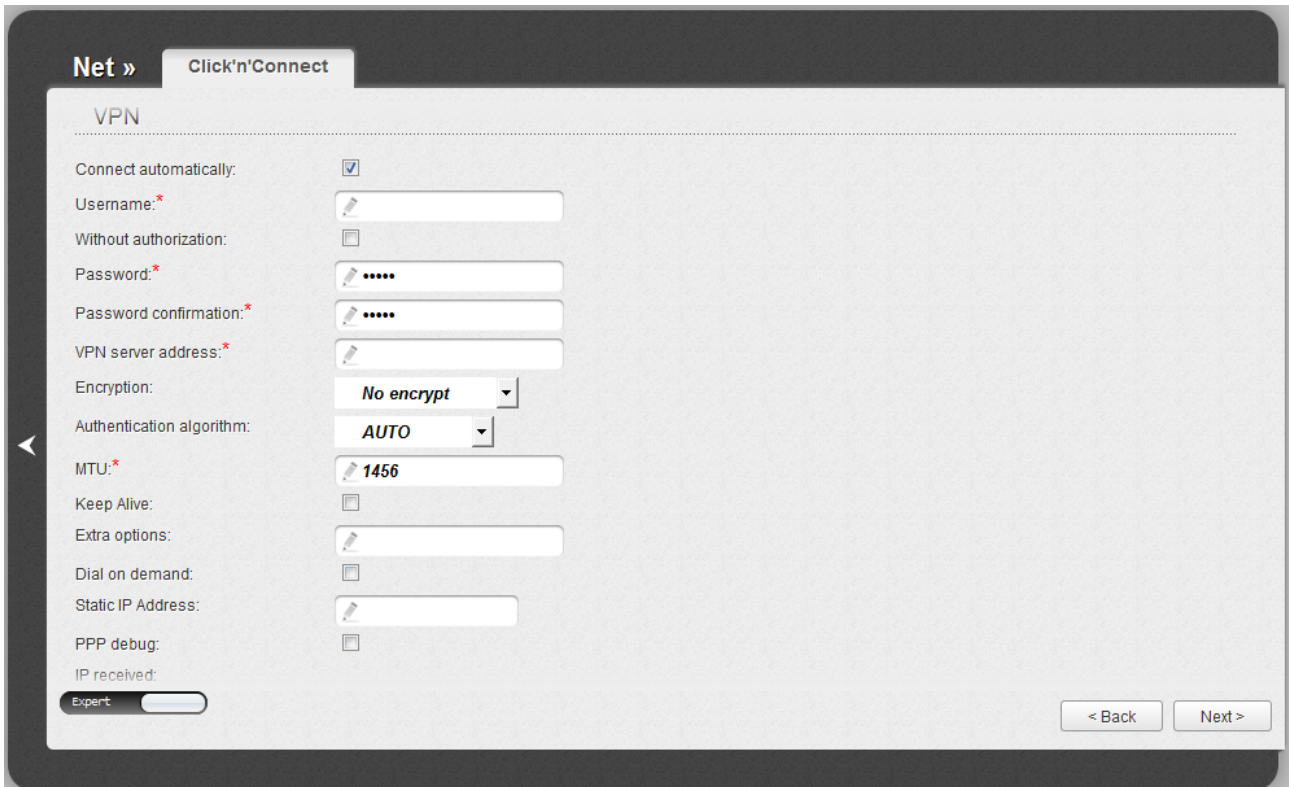 Net » Click'n'Connect
VPN
Connect automatically:
Username:*
Without authorization:
Password:* •••••
Password confirmation:* •••••
VPN server address:*
Encryption: No encrypt
Authentication algorithm: AUTO
MTU:* 1456
Keep Alive:
Extra options:
Dial on demand:
Static IP Address:
PPP debug:
IP received:
Expert
< Back Next >